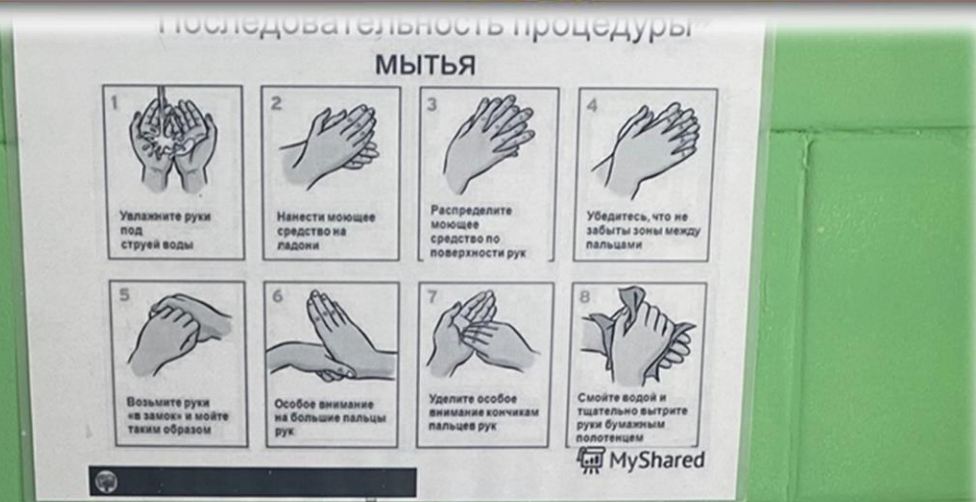 Последовательность процедуры
МЫТЬЯ
1
Увлажните руки
под
струей воды
2
Нанести моющее
средство на
ладони
3
Распределите
моющее
средство по
поверхности рук
4
Убедитесь, что не
забыты зоны между
пальцами
5
Возьмите руки
«в замок» и мойте
таким образом
6
Особое внимание
на большие пальцы
рук
7
Уделите особое
внимание кончикам
пальцев рук
8
Смойте водой и
тщательно вытрите
руки бумажным
полотенцем
MyShared